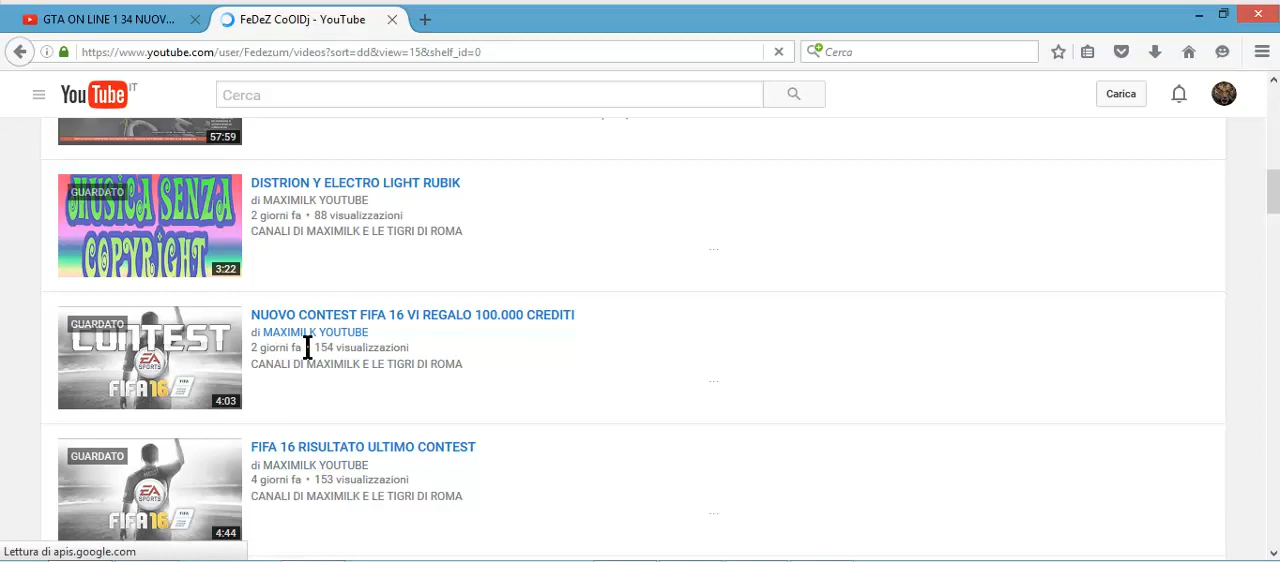 GTA ON LINE 1 34 NUOV...
FeDeZ CoOlDj - YouTube
https://www.youtube.com/user/Fedezum/videos?sort=dd&view=15&shelf_id=0
Cerca
YouTube IT
Cerca
Carica
57:59
GUARDATO
MUSICA SENZA
COPYRIGHT
3:22
DISTRION Y ELECTRO LIGHT RUBIK
di MAXIMILK YOUTUBE
2 giorni fa • 88 visualizzazioni
CANALI DI MAXIMILK E LE TIGRI DI ROMA
...
GUARDATO
CONTEST
EA
SPORTS
FIFA 16
FIFA
4:03
NUOVO CONTEST FIFA 16 VI REGALO 100.000 CREDITI
di MAXIMILK YOUTUBE
2 giorni fa • 154 visualizzazioni
CANALI DI MAXIMILK E LE TIGRI DI ROMA
...
GUARDATO
EA
SPORTS
FIFA 16
FIFA
4:44
FIFA 16 RISULTATO ULTIMO CONTEST
di MAXIMILK YOUTUBE
4 giorni fa • 153 visualizzazioni
CANALI DI MAXIMILK E LE TIGRI DI ROMA
...
Lettura di apis.google.com